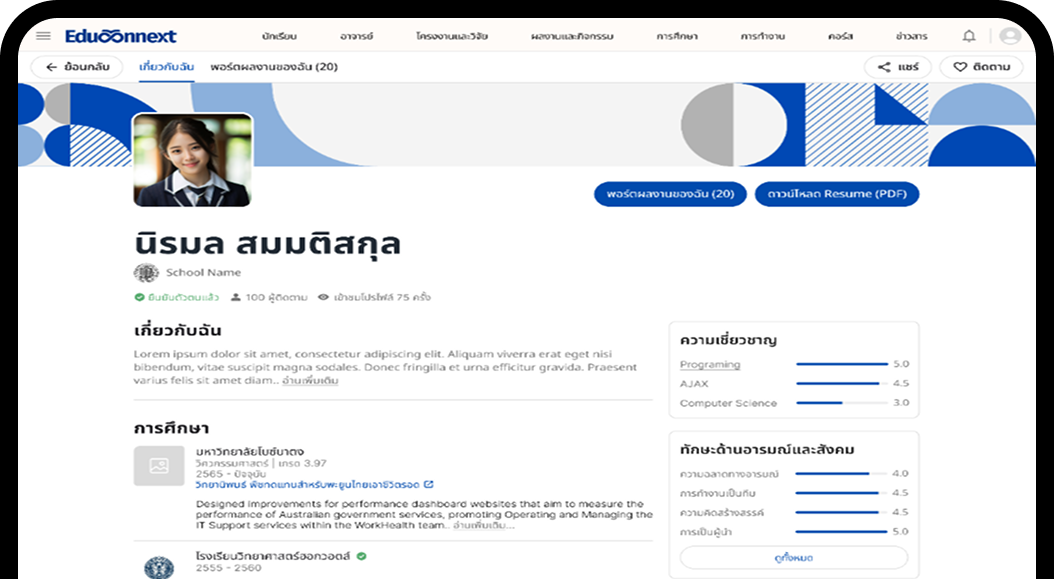 Educonnext
นักเรียน อาจารย์ โครงงานและวิจัย ผลงานและกิจกรรม การศึกษา การทำงาน คอร์ส ข่าวสาร
ย้อนกลับ เกี่ยวกับฉัน พอร์ตผลงานของฉัน (20) แชร์ ติดตาม
พอร์ตผลงานของฉัน (20) ดาวน์โหลด Resume (PDF)
นิรมล สมมติสกุล
School Name
ยืนยันตัวตนแล้ว 100 ผู้ติดตาม เข้าชมโปรไฟล์ 75 ครั้ง
เกี่ยวกับฉัน
Lorem ipsum dolor sit amet, consectetur adipiscing elit. Aliquam viverra erat eget nisi
bibendum, vitae suscipit magna sodales. Donec fringilla et urna efficitur gravida. Praesent
varius felis sit amet diam.. อ่านเพิ่มเติม
การศึกษา
มหาวิทยาลัยโบซ์บาตง
วิศวกรรมศาสตร์ | เกรด 3.97
2565 - ปัจจุบัน
วิทยานิพนธ์ พืชทดแทนสำหรับพะยูนไทยเอาชีวิตรอด
Designed improvements for performance dashboard websites that aim to measure the
performance of Australian government services, promoting Operating and Managing the
IT Support services within the WorkHealth team.. อ่านเพิ่มเติม....
โรงเรียนวิทยาศาสตร์ฮอกวอตส์
2555 - 2560
ความเชี่ยวชาญ
Programing 5.0
AJAX 4.5
Computer Science 3.0
ทักษะด้านอารมณ์และสังคม
ความฉลาดทางอารมณ์ 4.0
การทำงานเป็นทีม 4.5
ความคิดสร้างสรรค์ 4.5
การเป็นผู้นำ 5.0
ดูทั้งหมด